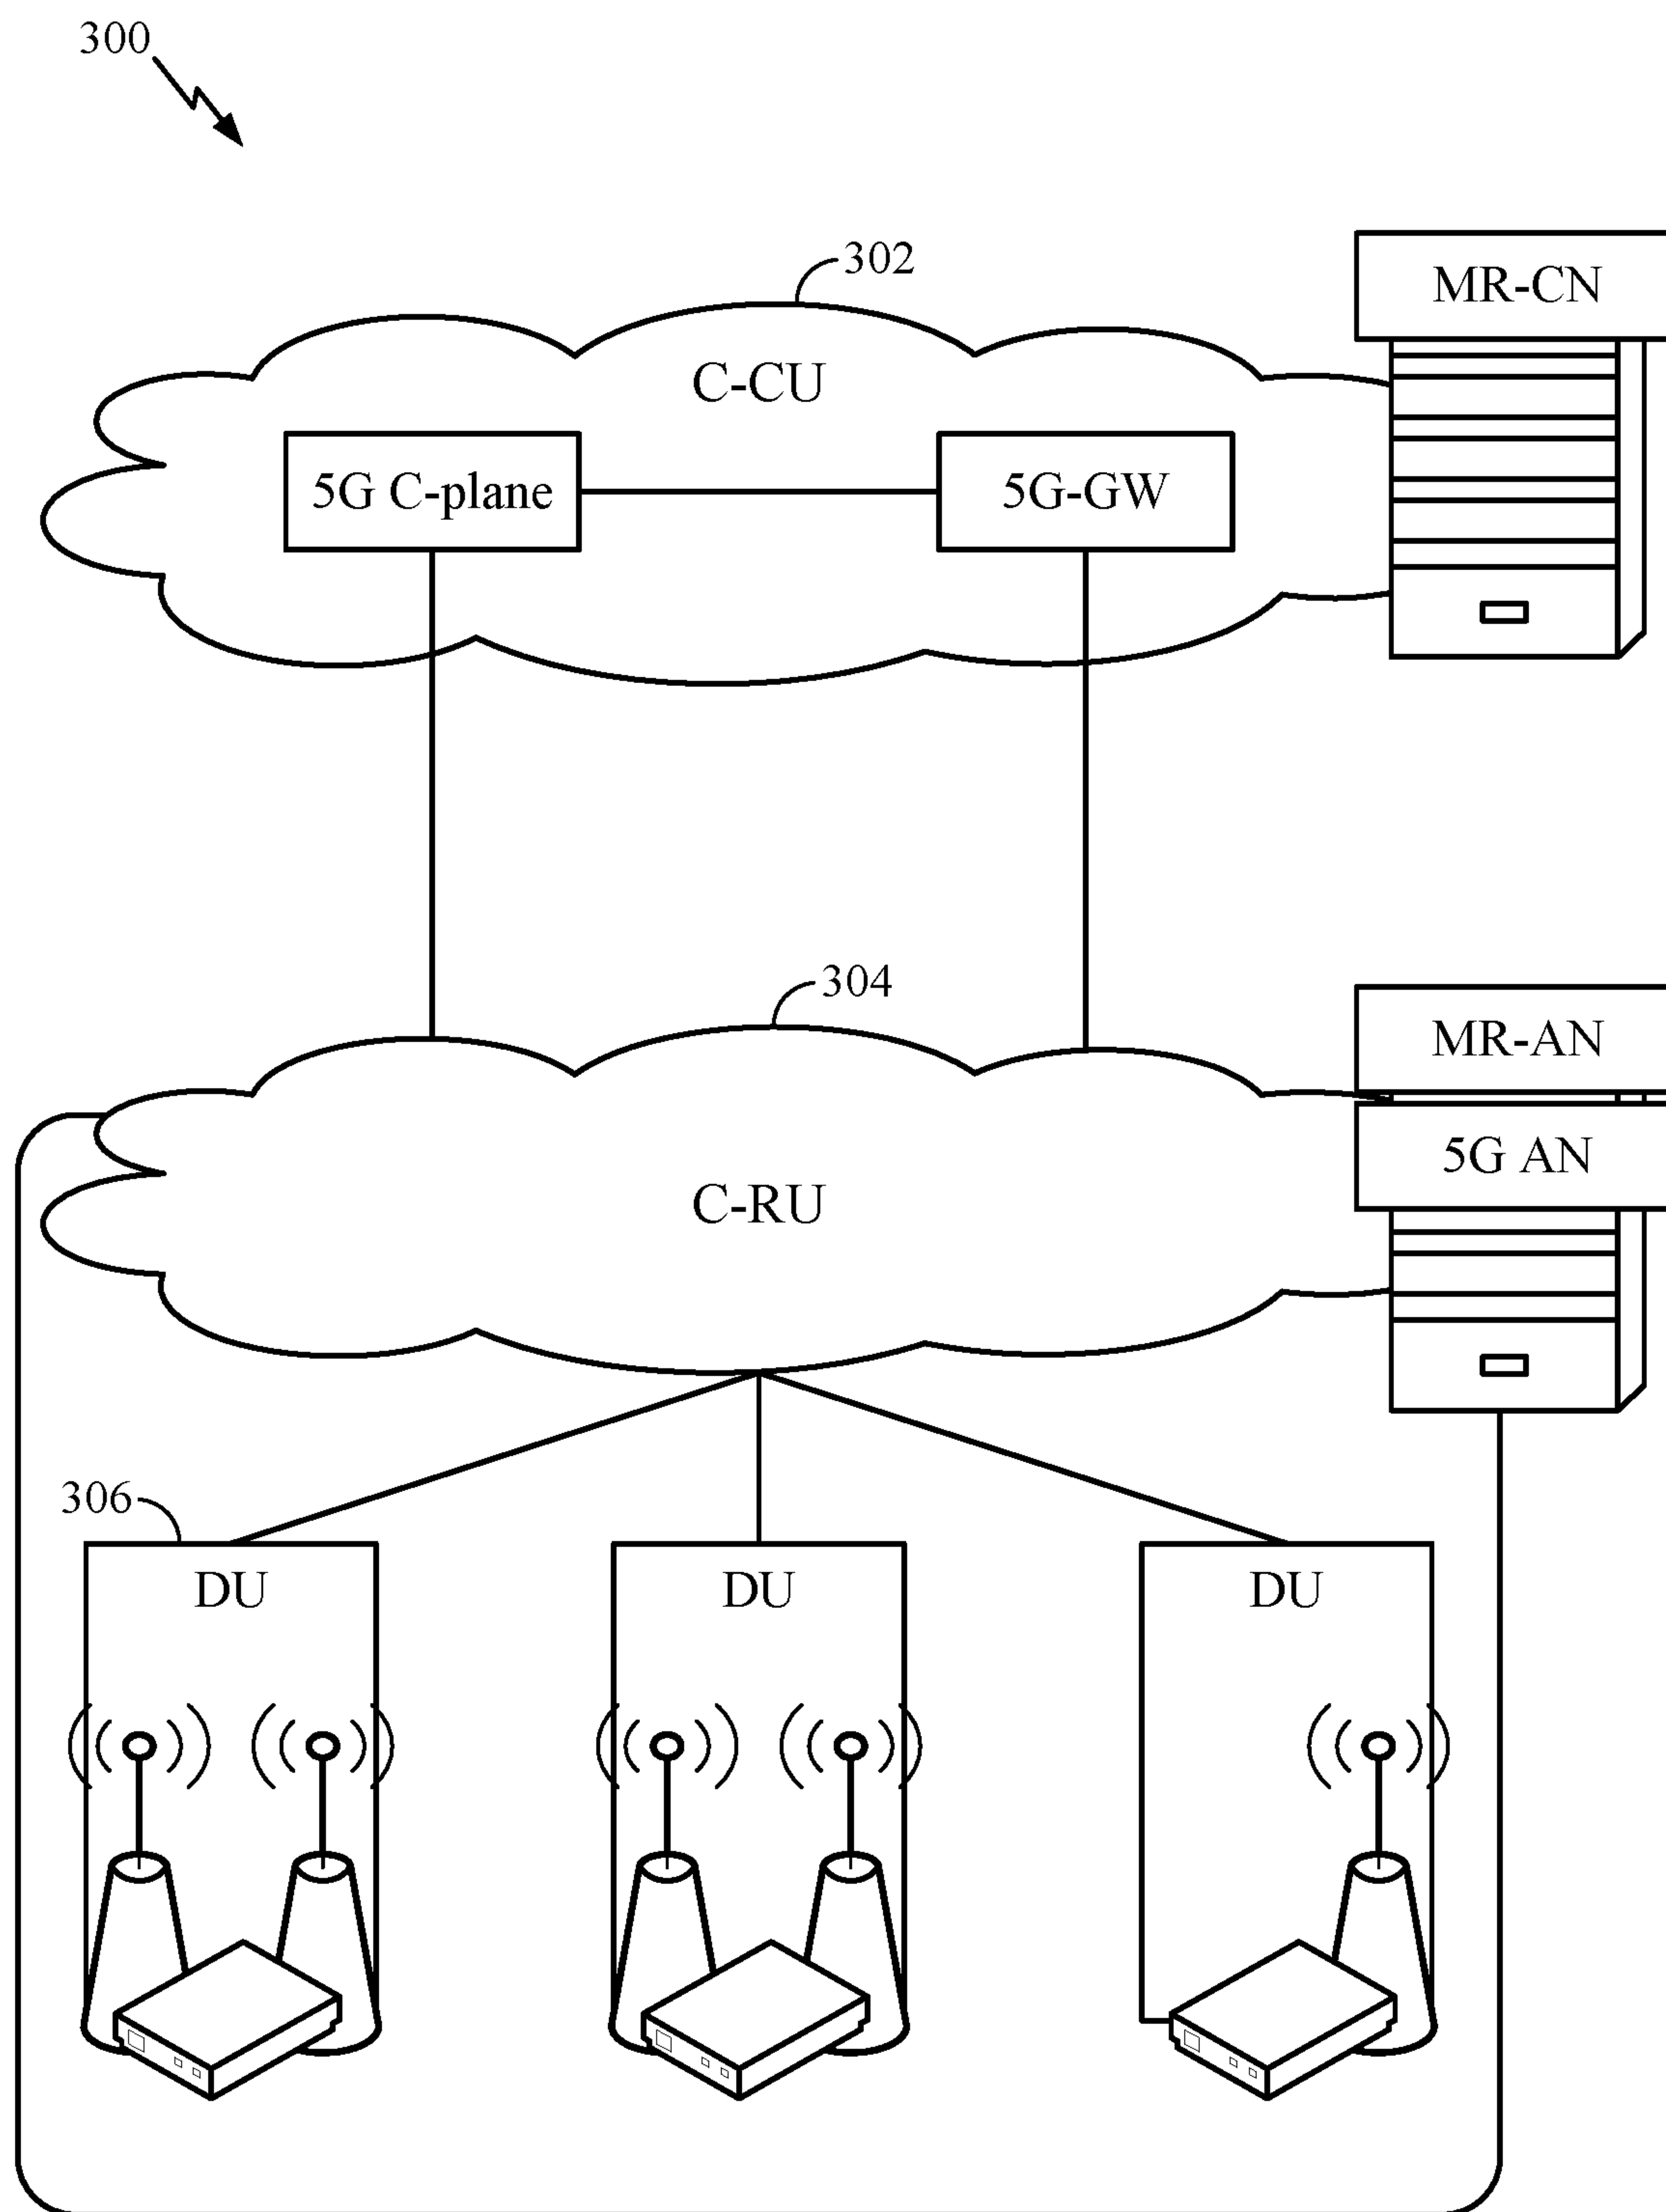 300
302
MR-CN
C-CU
5G C-plane
5G-GW
304
MR-AN
5G AN
C-RU
306
DU
DU
DU